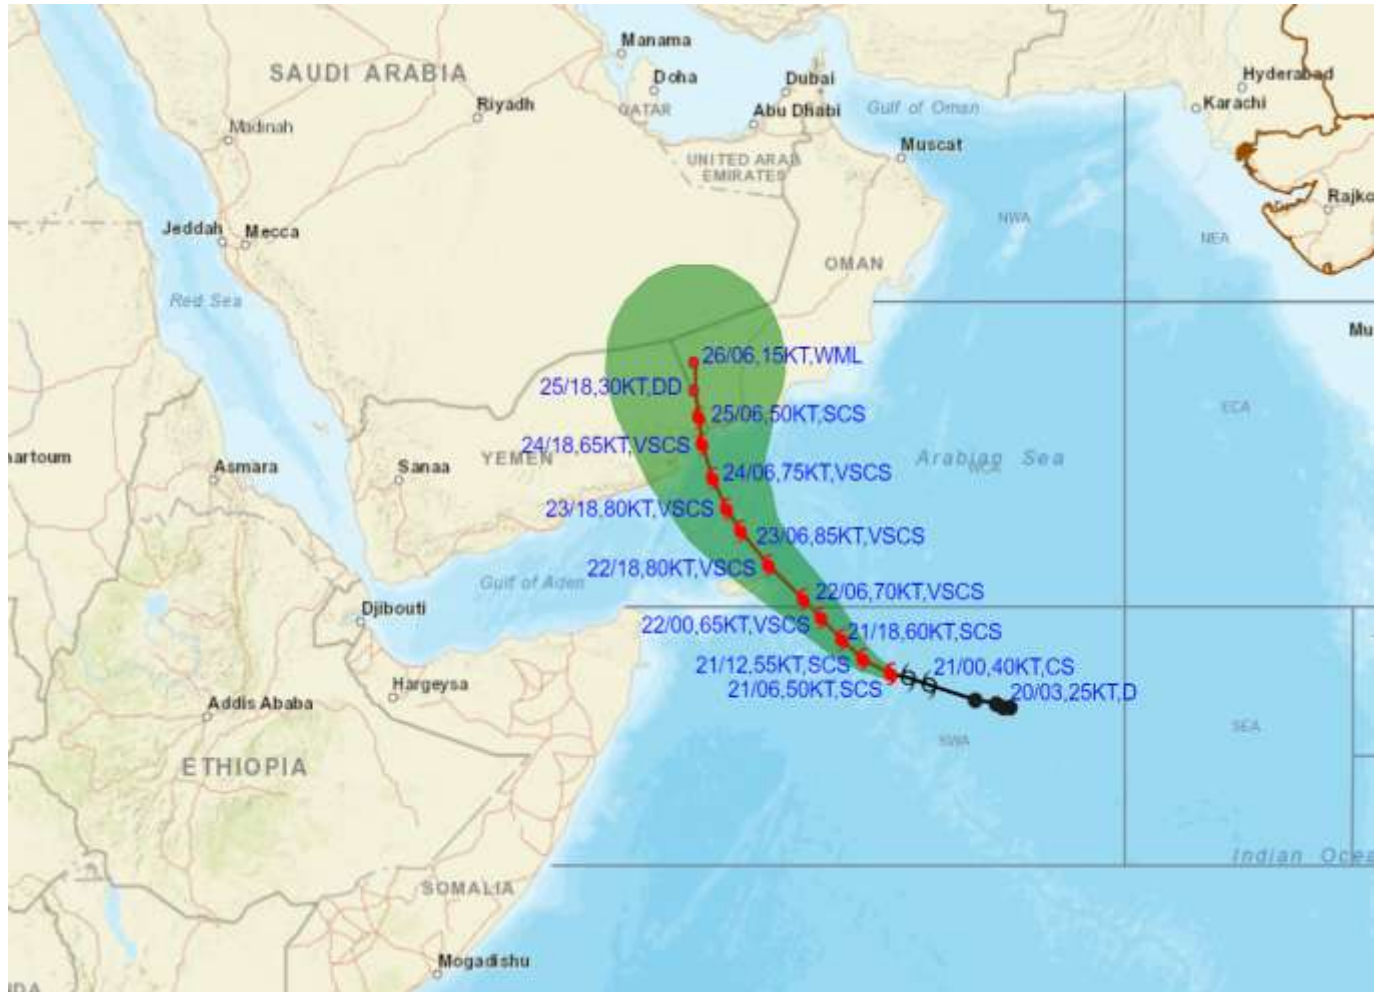 Manama
SAUDI ARABIA
Doha
Dubai
Hyderabad
Riyadh
QATAR
Abu Dhabi
Gulf of Oman
Karachi
Madinah
Muscat
UNITED ARAB
EMIRATES
Rajko
Jeddah
Mecca
NWA
NEA
OMAN
Red Sea
Mu
26/06,15KT,WML
25/18,30KT,DD
25/06,50KT,SCS
ECA
24/18,65KT,VSCS
artoum
Asmara
Sanaa
YEMEN
Arabian Sea
WCA
24/06,75KT,VSCS
23/18,80KT,VSCS
23/06,85KT,VSCS
22/18,80KT,VSCS
Gulf of Aden
22/06,70KT,VSCS
Djibouti
22/00,65KT,VSCS
21/18,60KT,SCS
21/12,55KT,SCS
21/00,40KT,CS
Hargeysa
21/06,50KT,SCS
20/03,25KT,D
Addis Ababa
SWA
SEA
ETHIOPIA
Indian Ocea
SOMALIA
Mogadishu
NDA